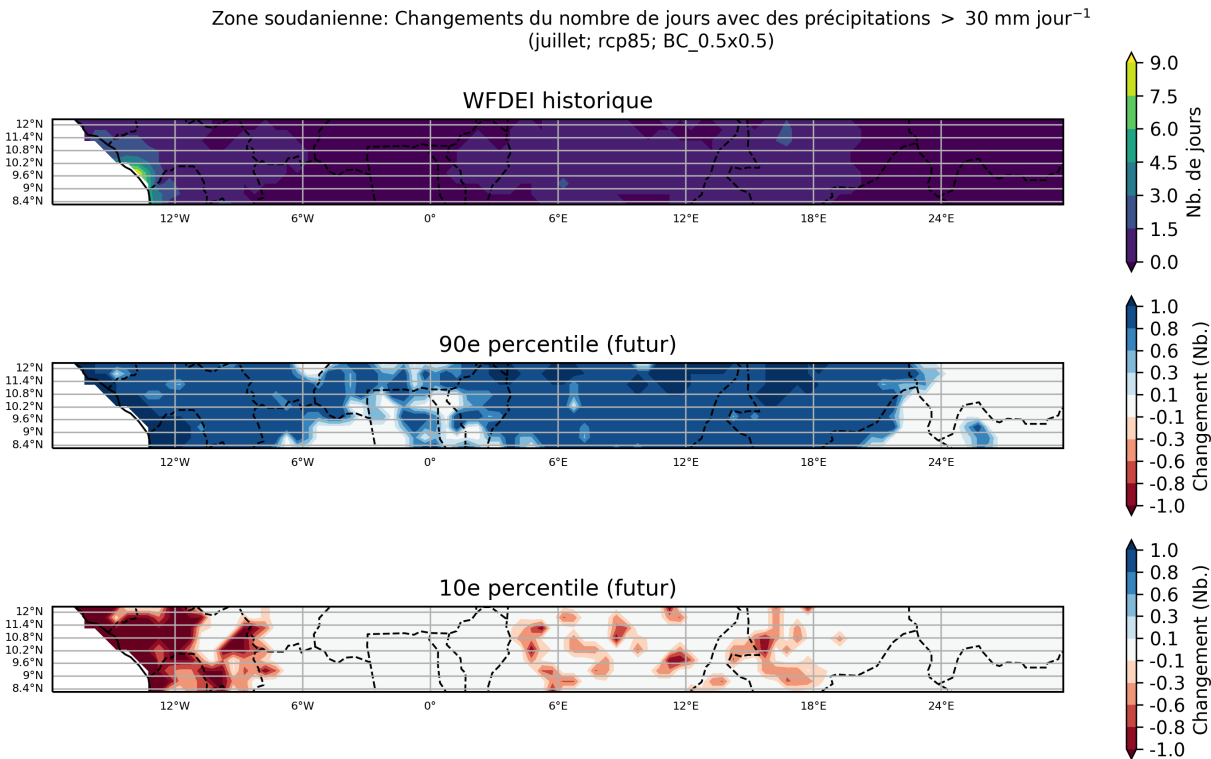 Zone soudanienne: Changements du nombre de jours avec des précipitations > 30 mm jour⁻¹
(juillet; rcp85; BC_0.5x0.5)
WFDEI historique
12°N
11.4°N
10.8°N
10.2°N
9.6°N
9°N
8.4°N
12°W 6°W 0° 6°E 12°E 18°E 24°E
9.0
7.5
6.0
4.5
3.0
1.5
0.0
Nb. de jours
90e percentile (futur)
12°N
11.4°N
10.8°N
10.2°N
9.6°N
9°N
8.4°N
12°W 6°W 0° 6°E 12°E 18°E 24°E
1.0
0.8
0.6
0.3
0.1
-0.1
-0.3
-0.6
-0.8
-1.0
Changement (Nb.)
10e percentile (futur)
12°N
11.4°N
10.8°N
10.2°N
9.6°N
9°N
8.4°N
12°W 6°W 0° 6°E 12°E 18°E 24°E
1.0
0.8
0.6
0.3
0.1
-0.1
-0.3
-0.6
-0.8
-1.0
Changement (Nb.)